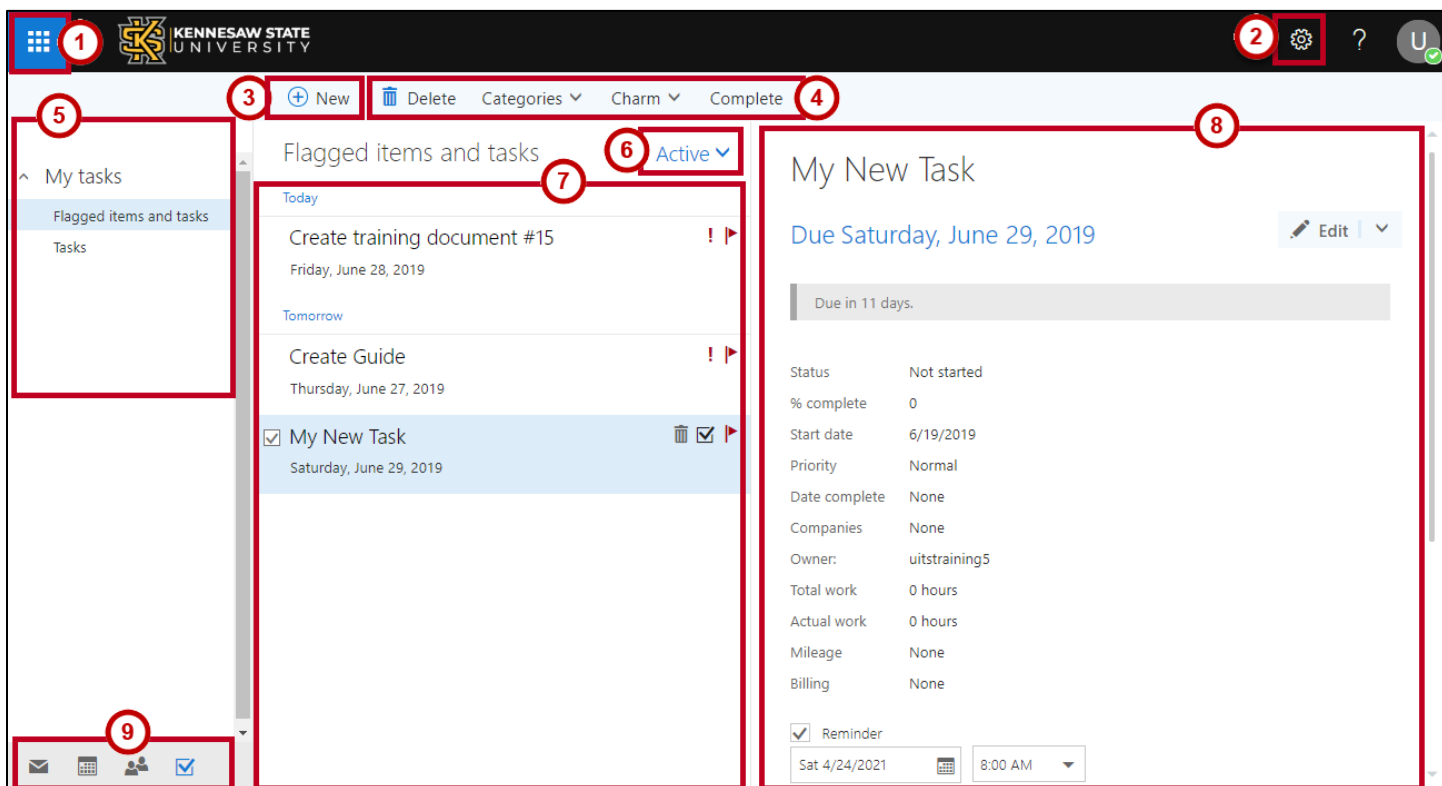 1
KENNESAW STATE
UNIVERSITY
2
?
U
3
New
Delete
Categories
Charm
Complete
4
5
My tasks
Flagged items and tasks
Tasks
Flagged items and tasks
6
Active
7
Today
Create training document #15
!
Friday, June 28, 2019
Tomorrow
Create Guide
!
Thursday, June 27, 2019
My New Task
Saturday, June 29, 2019
8
My New Task
Due Saturday, June 29, 2019
Edit
Due in 11 days.
Status Not started
% complete 0
Start date 6/19/2019
Priority Normal
Date complete None
Companies None
Owner: uitstraining5
Total work 0 hours
Actual work 0 hours
Mileage None
Billing None
Reminder
Sat 4/24/2021 8:00 AM
9